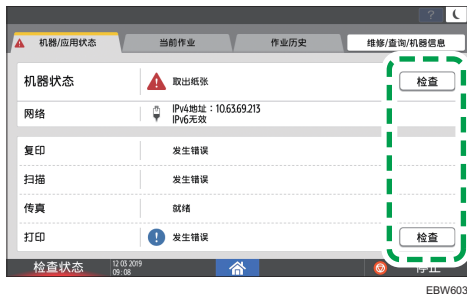 ?
机器/应用状态
当前作业
作业历史
维修/查询/机器信息
机器状态
取出纸张
检查
网络
IPv4地址：10.63.69.213
IPv6无效
复印
发生错误
扫描
发生错误
传真
就绪
打印
发生错误
检查
检查状态
12 03 2019
09:08
停止
EBW603